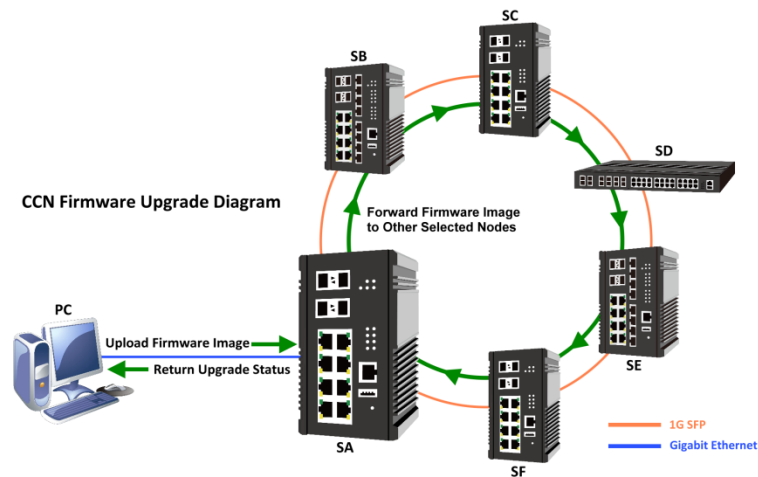 SC
SB
SD
CCN Firmware Upgrade Diagram
Forward Firmware Image
to Other Selected Nodes
PC
Upload Firmware Image
Return Upgrade Status
SE
SA
SF
1G SFP
Gigabit Ethernet